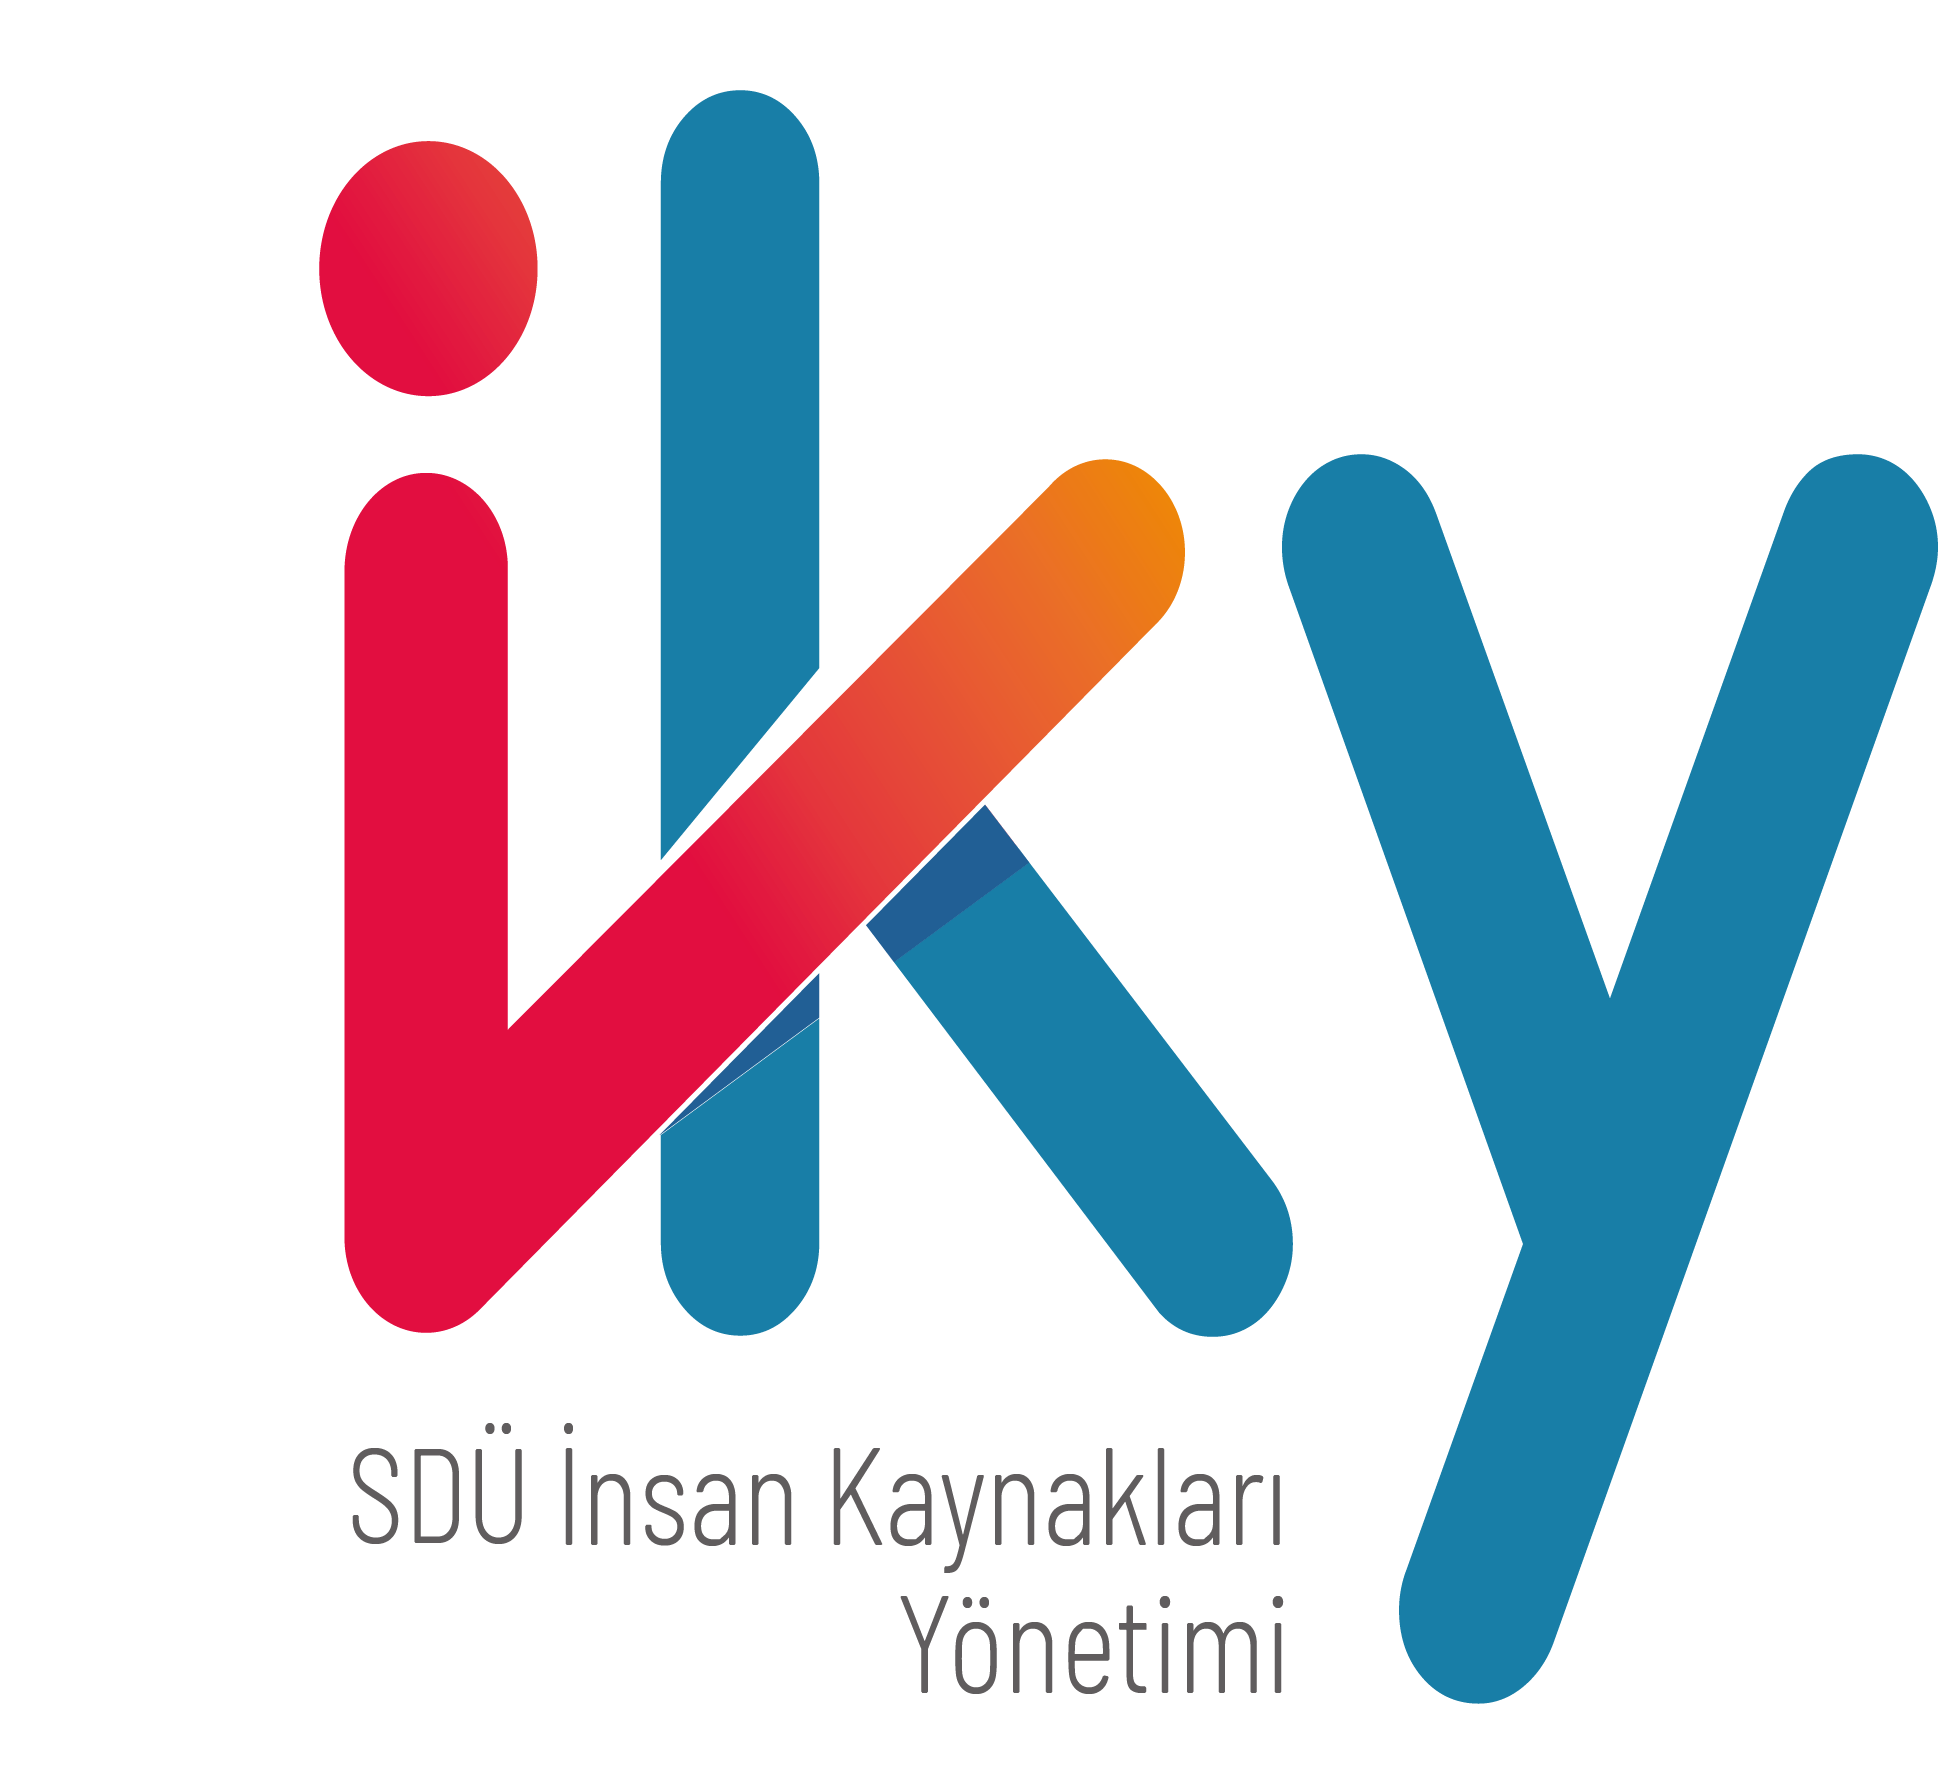 iky
SDÜ İnsan Kaynakları
Yönetimi